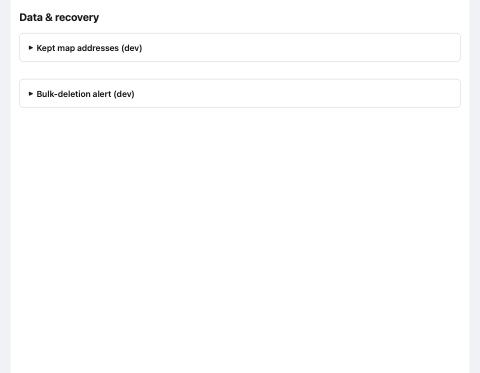 Data & recovery
▸ Kept map addresses (dev)
▸ Bulk-deletion alert (dev)